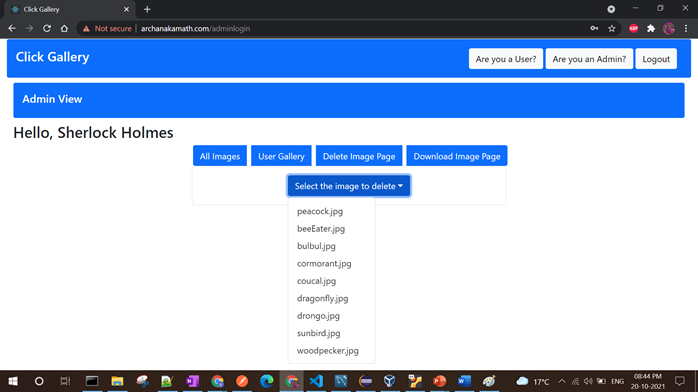 Click Gallery
Not secure | archanakamath.com/adminlogin
ABP
Click Gallery
Are you a User? Are you an Admin? Logout
Admin View
Hello, Sherlock Holmes
All Images User Gallery Delete Image Page Download Image Page
Select the image to delete
peacock.jpg
beeEater.jpg
bulbul.jpg
cormorant.jpg
coucal.jpg
dragonfly.jpg
drongo.jpg
sunbird.jpg
woodpecker.jpg
17°C ENG 08:44 PM
20-10-2021